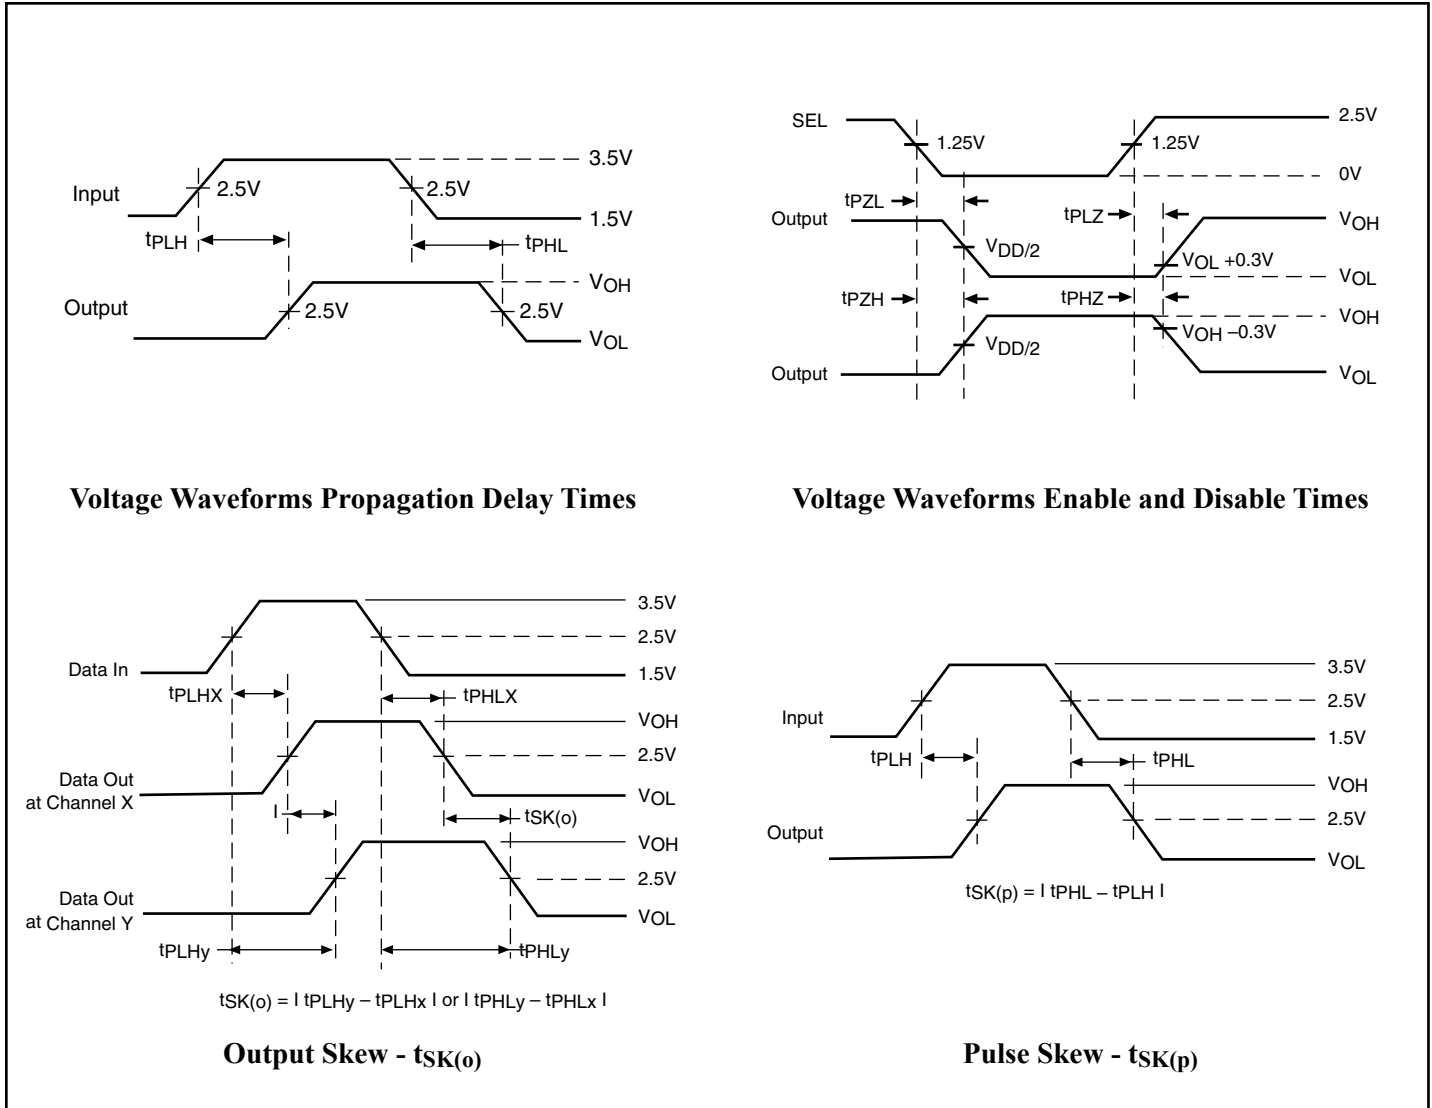 3.5V
2.5V
2.5V
Input
1.5V
tPLH
tPHL
VOH
Output
2.5V
2.5V
VOL
Voltage Waveforms Propagation Delay Times
SEL
2.5V
1.25V
1.25V
0V
tPZL
tPLZ
Output
VOH
VDD/2
VOL +0.3V
VOL
tPZH
tPHZ
VOH
VDD/2
VOH –0.3V
Output
VOL
Voltage Waveforms Enable and Disable Times
3.5V
2.5V
Data In
1.5V
tPLHX
tPHLX
VOH
2.5V
Data Out
at Channel X
VOL
I
tSK(o)
VOH
2.5V
Data Out
at Channel Y
VOL
tPLHy
tPHLy
tSK(o) = I tPLHy – tPLHx I or I tPHLy – tPHLx I
Output Skew - tSK(o)
3.5V
2.5V
Input
1.5V
tPLH
tPHL
VOH
2.5V
Output
VOL
tSK(p) = I tPHL – tPLH I
Pulse Skew - tSK(p)